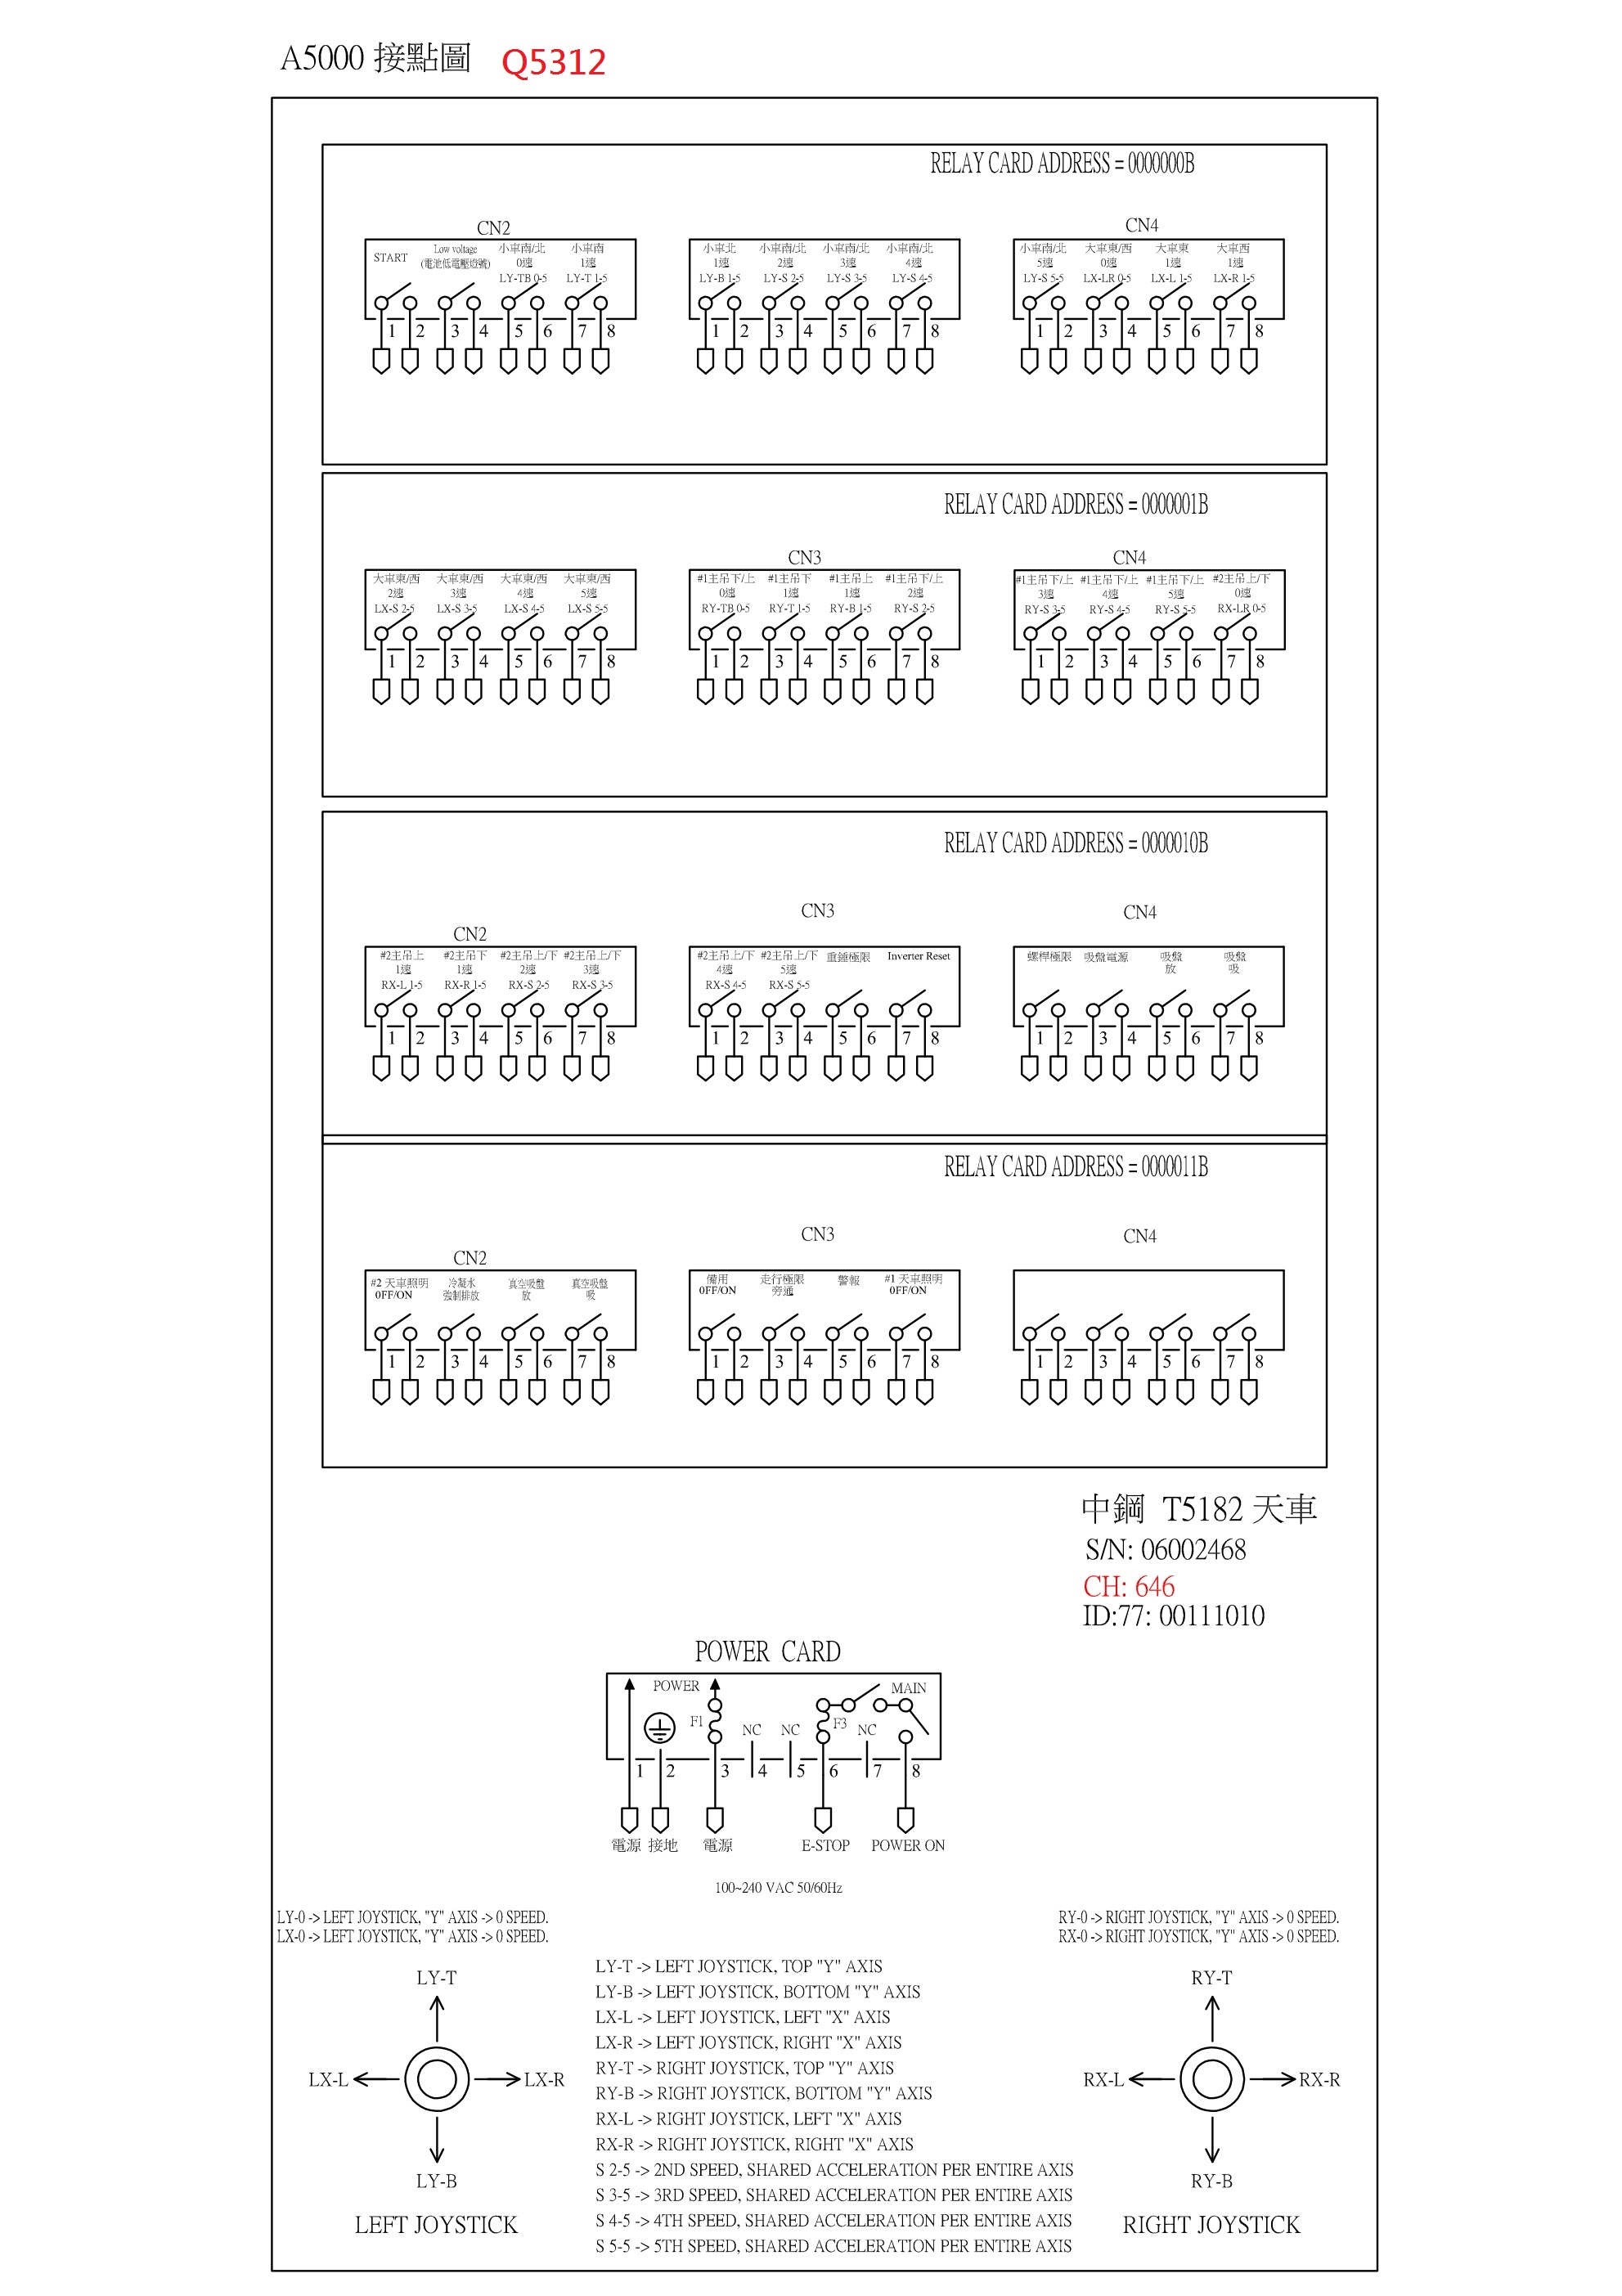 A5000 接點圖 Q5312
RELAY CARD ADDRESS = 0000000B
CN2 CN4
START Low voltage 小車南/北 小車南
(電池低電壓燈號) 0速 1速
LY-TB 0-5 LY-T 1-5
1 2 3 4 5 6 7 8
小車北 小車南/北 小車南/北 小車南/北
1速 2速 3速 4速
LY-B 1-5 LY-S 2-5 LY-S 3-5 LY-S 4-5
1 2 3 4 5 6 7 8
小車南/北 大車東/西 大車東 大車西
5速 0速 1速 1速
LY-S 5-5 LX-LR 0-5 LX-L 1-5 LX-R 1-5
1 2 3 4 5 6 7 8
RELAY CARD ADDRESS = 0000001B
CN3 CN4
大車東/西 大車東/西 大車東/西 大車東/西
2速 3速 4速 5速
LX-S 2-5 LX-S 3-5 LX-S 4-5 LX-S 5-5
1 2 3 4 5 6 7 8
#1主吊下/上 #1主吊下 #1主吊上 #1主吊下/上
0速 1速 1速 2速
RY-TB 0-5 RY-T 1-5 RY-B 1-5 RY-S 2-5
1 2 3 4 5 6 7 8
#1主吊下/上 #1主吊下/上 #1主吊下/上 #2主吊上/下
3速 4速 5速 0速
RY-S 3-5 RY-S 4-5 RY-S 5-5 RX-LR 0-5
1 2 3 4 5 6 7 8
RELAY CARD ADDRESS = 0000010B
CN2 CN3 CN4
#2主吊上 #2主吊下 #2主吊上/下 #2主吊上/下
1速 1速 2速 3速
RX-L 1-5 RX-R 1-5 RX-S 2-5 RX-S 3-5
1 2 3 4 5 6 7 8
#2主吊上/下 #2主吊上/下 重錘極限 Inverter Reset
4速 5速
RX-S 4-5 RX-S 5-5
1 2 3 4 5 6 7 8
螺桿極限 吸盤電源 吸盤 吸盤
放 吸
1 2 3 4 5 6 7 8
RELAY CARD ADDRESS = 0000011B
CN2 CN3 CN4
#2 天車照明 冷凝水 真空吸盤 真空吸盤
OFF/ON 強制排放 放 吸
1 2 3 4 5 6 7 8
備用 走行極限 警報 #1 天車照明
OFF/ON 旁通 OFF/ON
1 2 3 4 5 6 7 8
1 2 3 4 5 6 7 8
中鋼 T5182 天車
S/N: 06002468
CH: 646
ID:77: 00111010
POWER CARD
POWER MAIN
F1 NC NC F3 NC
1 2 3 4 5 6 7 8
電源 接地 電源 E-STOP POWER ON
100~240 VAC 50/60Hz
LY-0 -> LEFT JOYSTICK, "Y" AXIS -> 0 SPEED.
LX-0 -> LEFT JOYSTICK, "Y" AXIS -> 0 SPEED.
RY-0 -> RIGHT JOYSTICK, "Y" AXIS -> 0 SPEED.
RX-0 -> RIGHT JOYSTICK, "Y" AXIS -> 0 SPEED.
LY-T
LX-L LX-R
LY-B
LEFT JOYSTICK
LY-T -> LEFT JOYSTICK, TOP "Y" AXIS
LY-B -> LEFT JOYSTICK, BOTTOM "Y" AXIS
LX-L -> LEFT JOYSTICK, LEFT "X" AXIS
LX-R -> LEFT JOYSTICK, RIGHT "X" AXIS
RY-T -> RIGHT JOYSTICK, TOP "Y" AXIS
RY-B -> RIGHT JOYSTICK, BOTTOM "Y" AXIS
RX-L -> RIGHT JOYSTICK, LEFT "X" AXIS
RX-R -> RIGHT JOYSTICK, RIGHT "X" AXIS
S 2-5 -> 2ND SPEED, SHARED ACCELERATION PER ENTIRE AXIS
S 3-5 -> 3RD SPEED, SHARED ACCELERATION PER ENTIRE AXIS
S 4-5 -> 4TH SPEED, SHARED ACCELERATION PER ENTIRE AXIS
S 5-5 -> 5TH SPEED, SHARED ACCELERATION PER ENTIRE AXIS
RY-T
RX-L RX-R
RY-B
RIGHT JOYSTICK